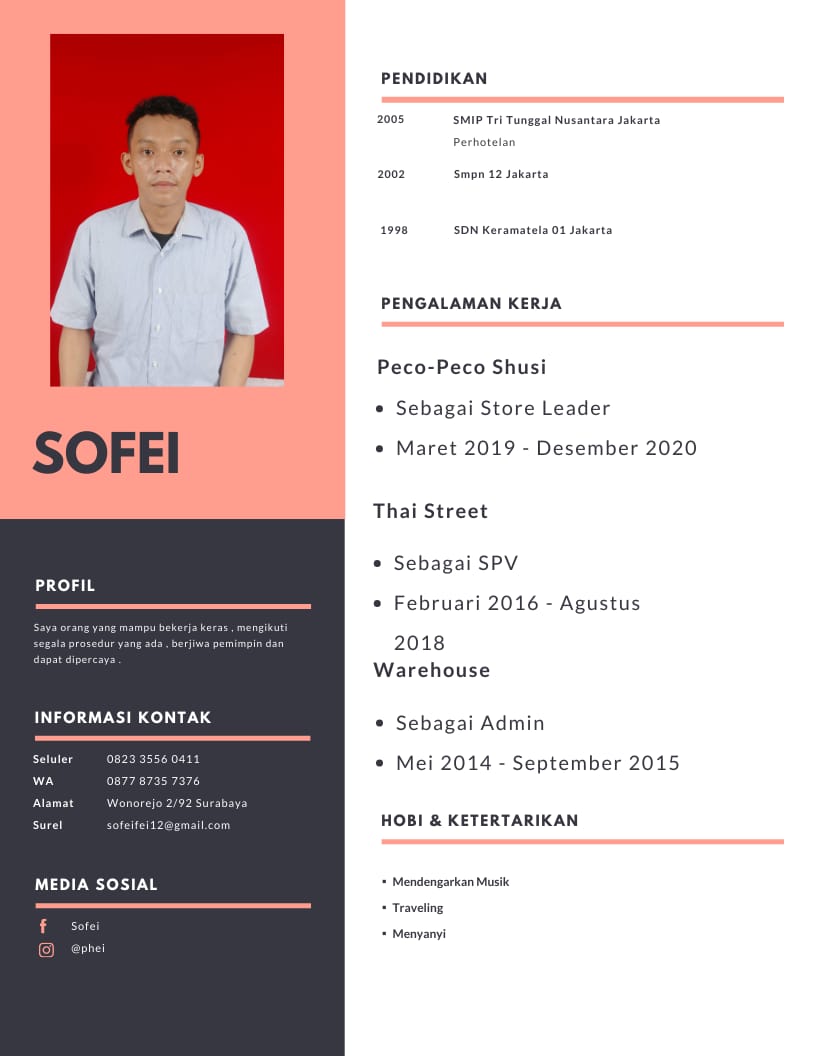 SOFEI
PROFIL
Saya orang yang mampu bekerja keras , mengikuti
segala prosedur yang ada , berjiwa pemimpin dan
dapat dipercaya .
INFORMASI KONTAK
Seluler 0823 3556 0411
WA 0877 8735 7376
Alamat Wonorejo 2/92 Surabaya
Surel sofeifei12@gmail.com
MEDIA SOSIAL
Sofei
@phei
PENDIDIKAN
2005 SMIP Tri Tunggal Nusantara Jakarta
Perhotelan
2002 Smpn 12 Jakarta
1998 SDN Keramatela 01 Jakarta
PENGALAMAN KERJA
Peco-Peco Shusi
• Sebagai Store Leader
• Maret 2019 - Desember 2020
Thai Street
• Sebagai SPV
• Februari 2016 - Agustus
2018
Warehouse
• Sebagai Admin
• Mei 2014 - September 2015
HOBI & KETERTARIKAN
▪ Mendengarkan Musik
▪ Traveling
▪ Menyanyi